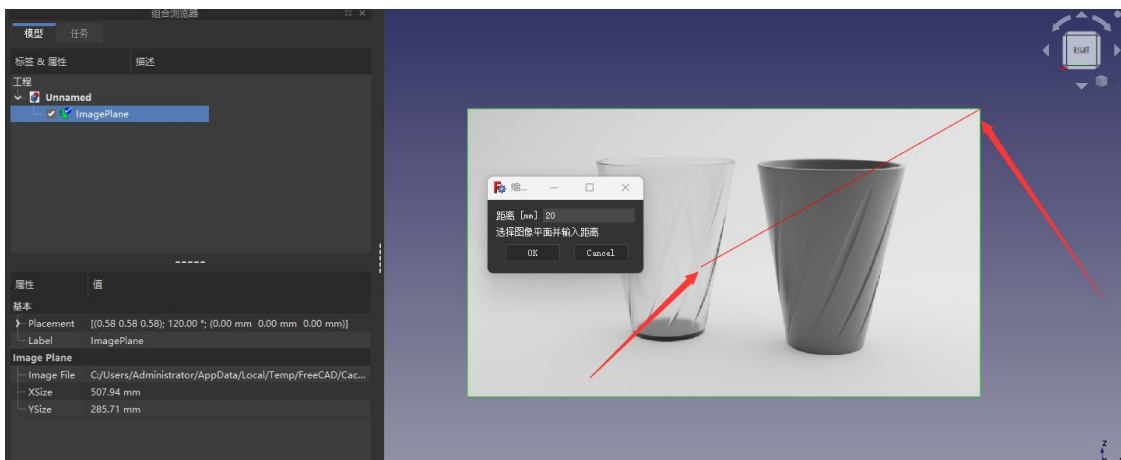 组合浏览器
模型 任务
标签 & 属性 描述
工程
Unnamed
ImagePlane
属性 值
基本
Placement [(0.58 0.58 0.58); 120.00 °; (0.00 mm 0.00 mm 0.00 mm)]
Label ImagePlane
Image Plane
Image File C:/Users/Administrator/AppData/Local/Temp/FreeCAD/Cac...
XSize 507.94 mm
YSize 285.71 mm
缩...
距离 [mm] 20
选择图像平面并输入距离
OK Cancel
RIGHT
Z